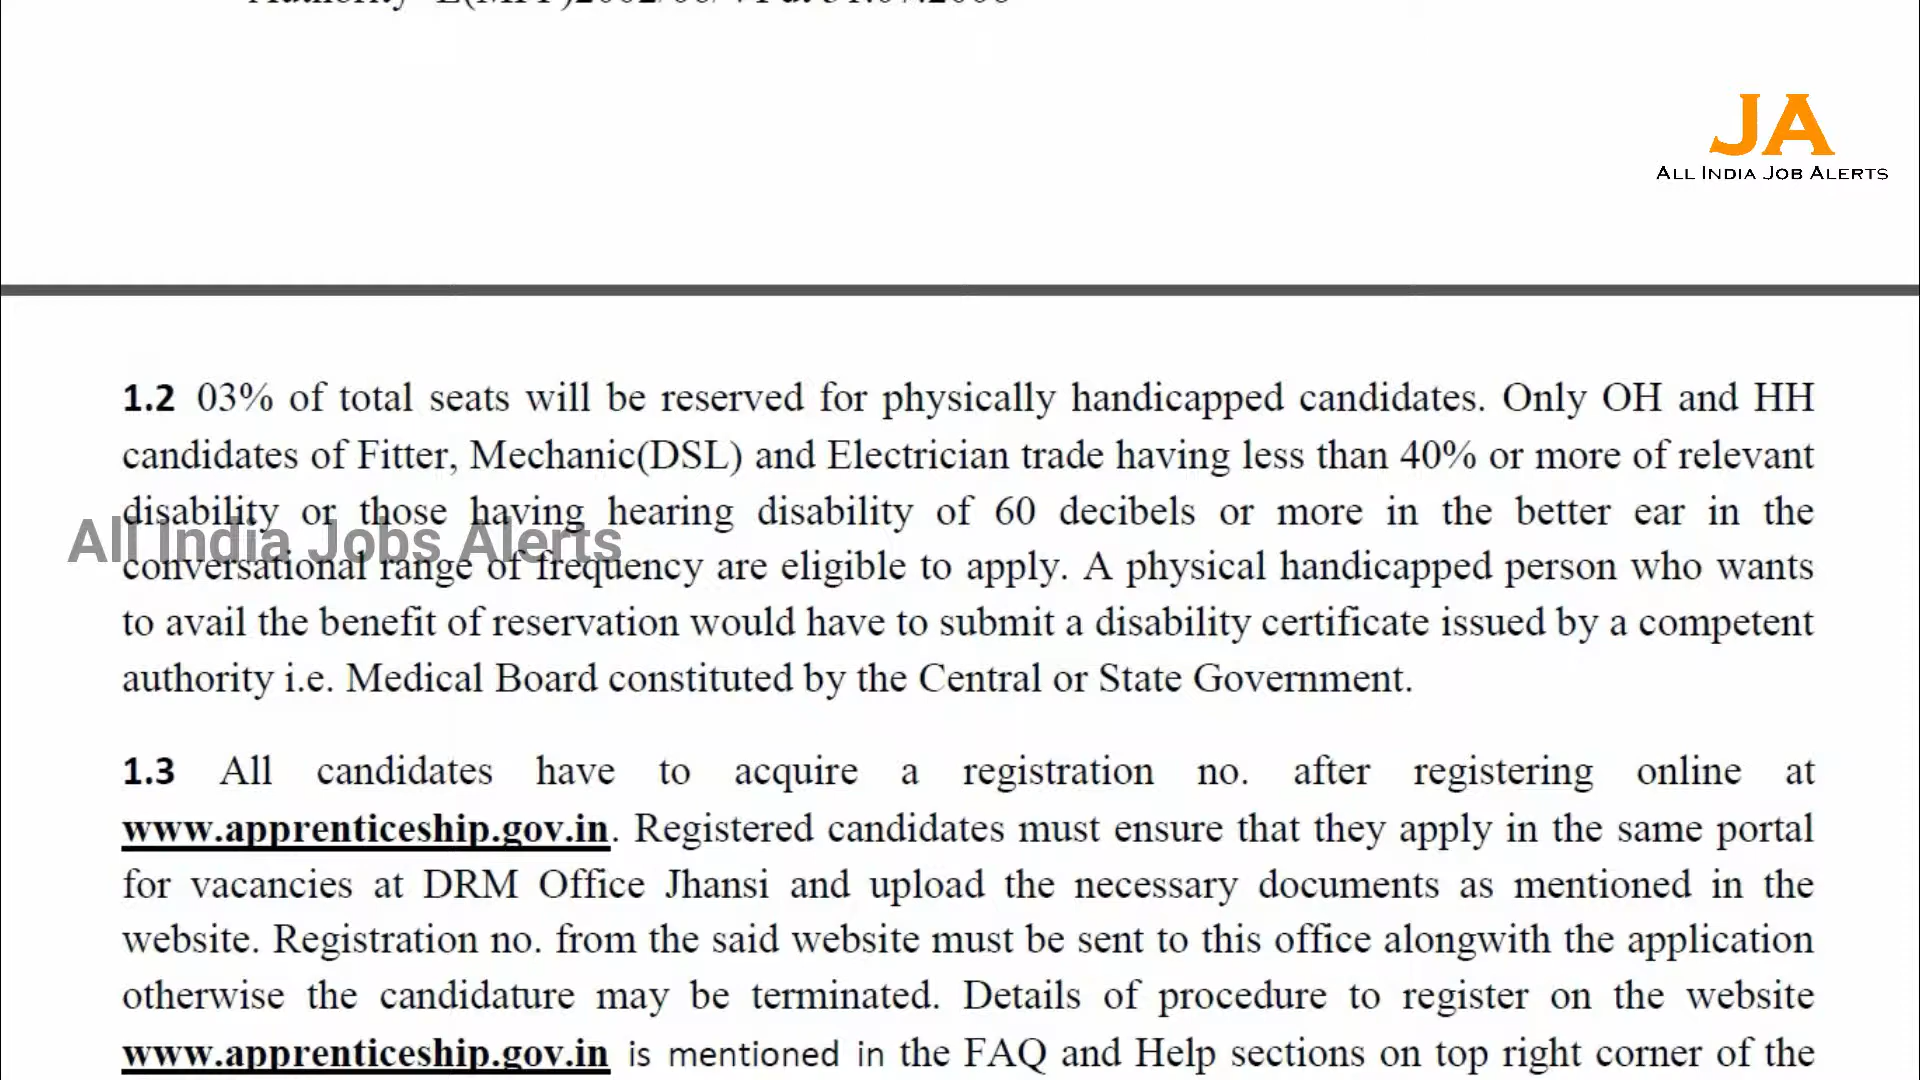 JA
ALL INDIA JOB ALERTS
1.2 03% of total seats will be reserved for physically handicapped candidates. Only OH and HH
candidates of Fitter, Mechanic(DSL) and Electrician trade having less than 40% or more of relevant
disability or those having hearing disability of 60 decibels or more in the better ear in the
All India Jobs Alerts
conversational range of frequency are eligible to apply. A physical handicapped person who wants
to avail the benefit of reservation would have to submit a disability certificate issued by a competent
authority i.e. Medical Board constituted by the Central or State Government.
1.3 All candidates have to acquire a registration no. after registering online at
www.apprenticeship.gov.in. Registered candidates must ensure that they apply in the same portal
for vacancies at DRM Office Jhansi and upload the necessary documents as mentioned in the
website. Registration no. from the said website must be sent to this office alongwith the application
otherwise the candidature may be terminated. Details of procedure to register on the website
www.apprenticeship.gov.in is mentioned in the FAQ and Help sections on top right corner of the